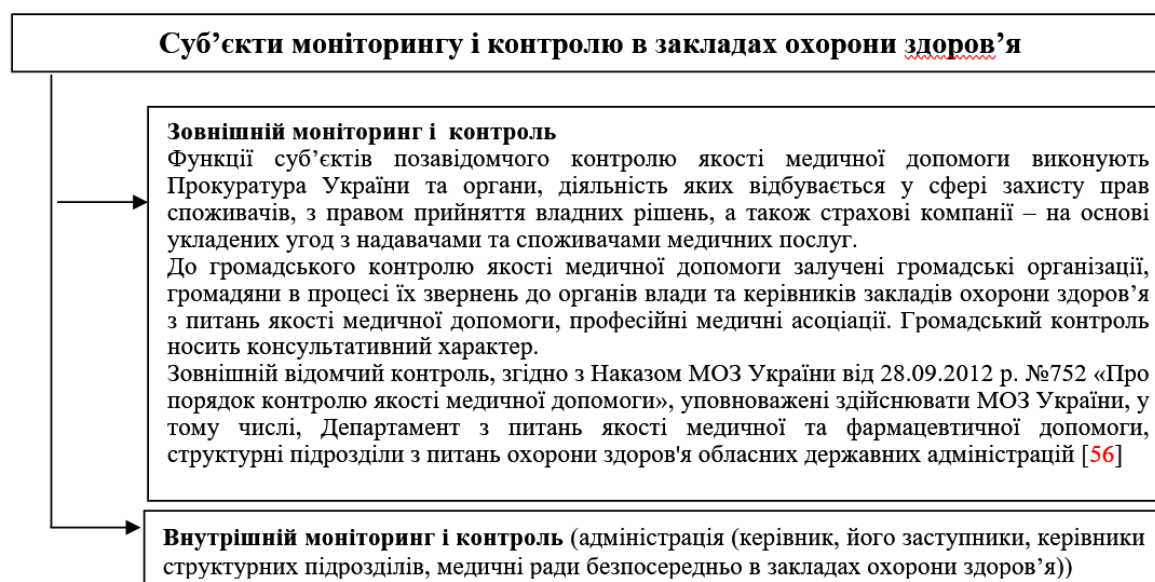 Суб’єкти моніторингу і контролю в закладах охорони здоров’я
Зовнішній моніторинг і контроль
Функції суб’єктів позавідомчого контролю якості медичної допомоги виконують
Прокуратура України та органи, діяльність яких відбувається у сфері захисту прав
споживачів, з правом прийняття владних рішень, а також страхові компанії – на основі
укладених угод з надавачами та споживачами медичних послуг.
До громадського контролю якості медичної допомоги залучені громадські організації,
громадяни в процесі їх звернень до органів влади та керівників закладів охорони здоров’я
з питань якості медичної допомоги, професійні медичні асоціації. Громадський контроль
носить консультативний характер.
Зовнішній відомчий контроль, згідно з Наказом МОЗ України від 28.09.2012 р. №752 «Про
порядок контролю якості медичної допомоги», уповноважені здійснювати МОЗ України, у
тому числі, Департамент з питань якості медичної та фармацевтичної допомоги,
структурні підрозділи з питань охорони здоров'я обласних державних адміністрацій [56]
Внутрішній моніторинг і контроль (адміністрація (керівник, його заступники, керівники
структурних підрозділів, медичні ради безпосередньо в закладах охорони здоров’я))